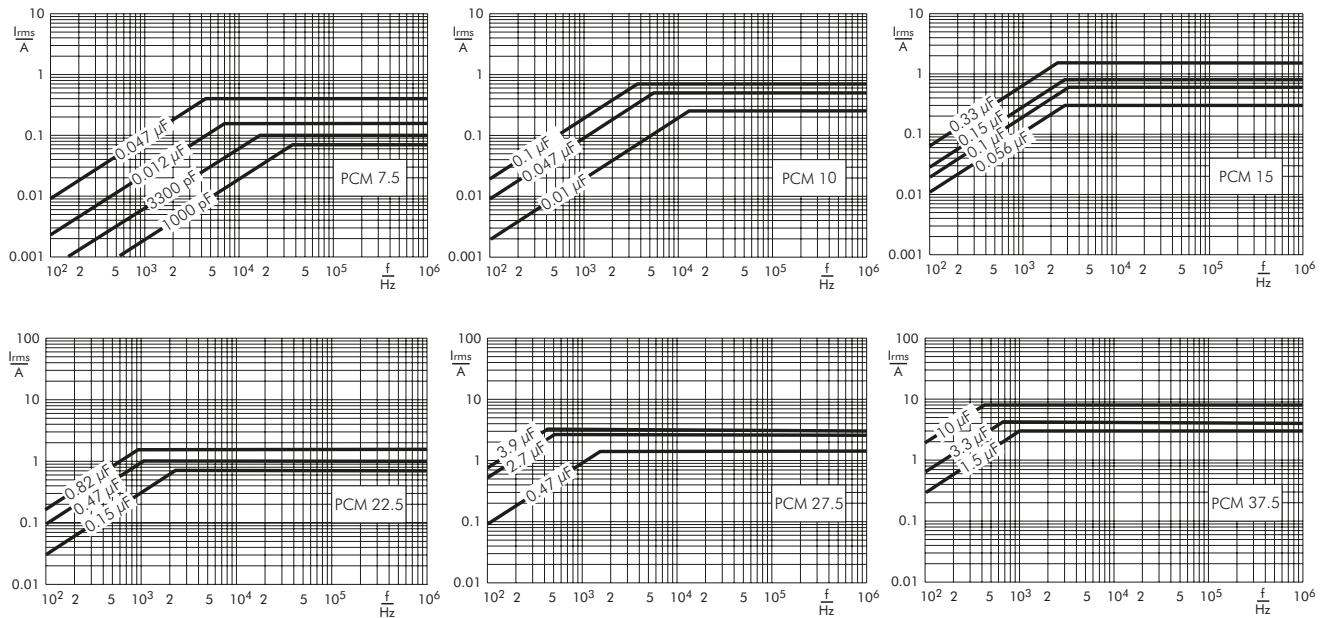 10
Irms
A
1
0.1
0.01
0.001
0.047 µF
0.012 µF
3300 pF
1000 pF
PCM 7.5
10² 2 5 10³ 2 5 10⁴ 2 5 10⁵ f 10⁶
Hz
10
Irms
A
1
0.1
0.01
0.001
0.1 µF
0.047 µF
0.01 µF
PCM 10
10² 2 5 10³ 2 5 10⁴ 2 5 10⁵ f 10⁶
Hz
10
Irms
A
1
0.1
0.01
0.001
0.33 µF
0.15 µF
0.1 µF
0.056 µF
PCM 15
10² 2 5 10³ 2 5 10⁴ 2 5 10⁵ 2 f 5 10⁶
Hz
100
Irms
A
10
1
0.1
0.01
0.82 µF
0.47 µF
0.15 µF
PCM 22.5
10² 2 5 10³ 2 5 10⁴ 2 5 10⁵ 2 f 5 10⁶
Hz
100
Irms
A
10
1
0.1
0.01
3.9 µF
2.7 µF
0.47 µF
PCM 27.5
10² 2 5 10³ 2 5 10⁴ 2 5 10⁵ 2 f 5 10⁶
Hz
100
Irms
A
10
1
0.1
0.01
10 µF
3.3 µF
1.5 µF
PCM 37.5
10² 2 5 10³ 2 5 10⁴ 2 5 10⁵ 2 f 5 10⁶
Hz